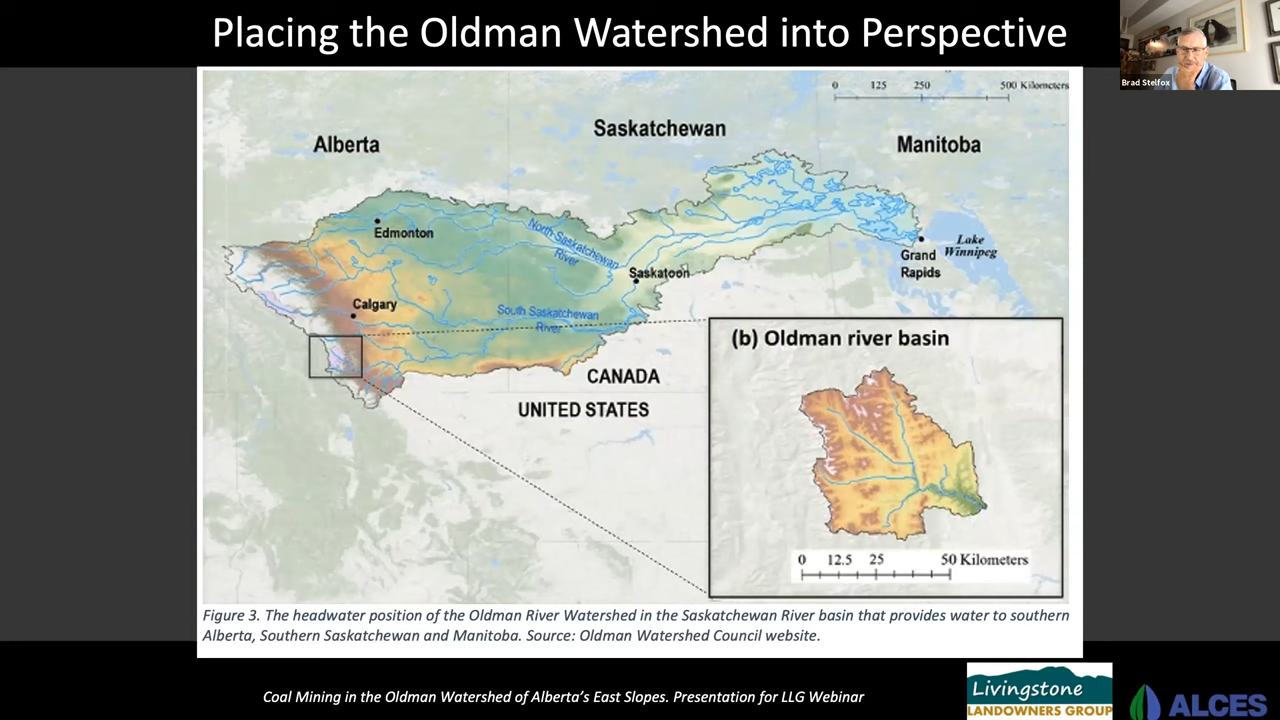 Placing the Oldman Watershed into Perspective
Brad Stelfox
0 125 250 500 Kilometers
Alberta
Saskatchewan
Manitoba
Edmonton
North Saskatchewan
River
Lake
Winnipeg
Grand
Rapids
Saskatoon
Calgary
South Saskatchewan
River
CANADA
UNITED STATES
(b) Oldman river basin
0 12.5 25 50 Kilometers
Figure 3. The headwater position of the Oldman River Watershed in the Saskatchewan River basin that provides water to southern
Alberta, Southern Saskatchewan and Manitoba. Source: Oldman Watershed Council website.
Coal Mining in the Oldman Watershed of Alberta's East Slopes. Presentation for LLG Webinar
Livingstone
LANDOWNERS GROUP
ALCES